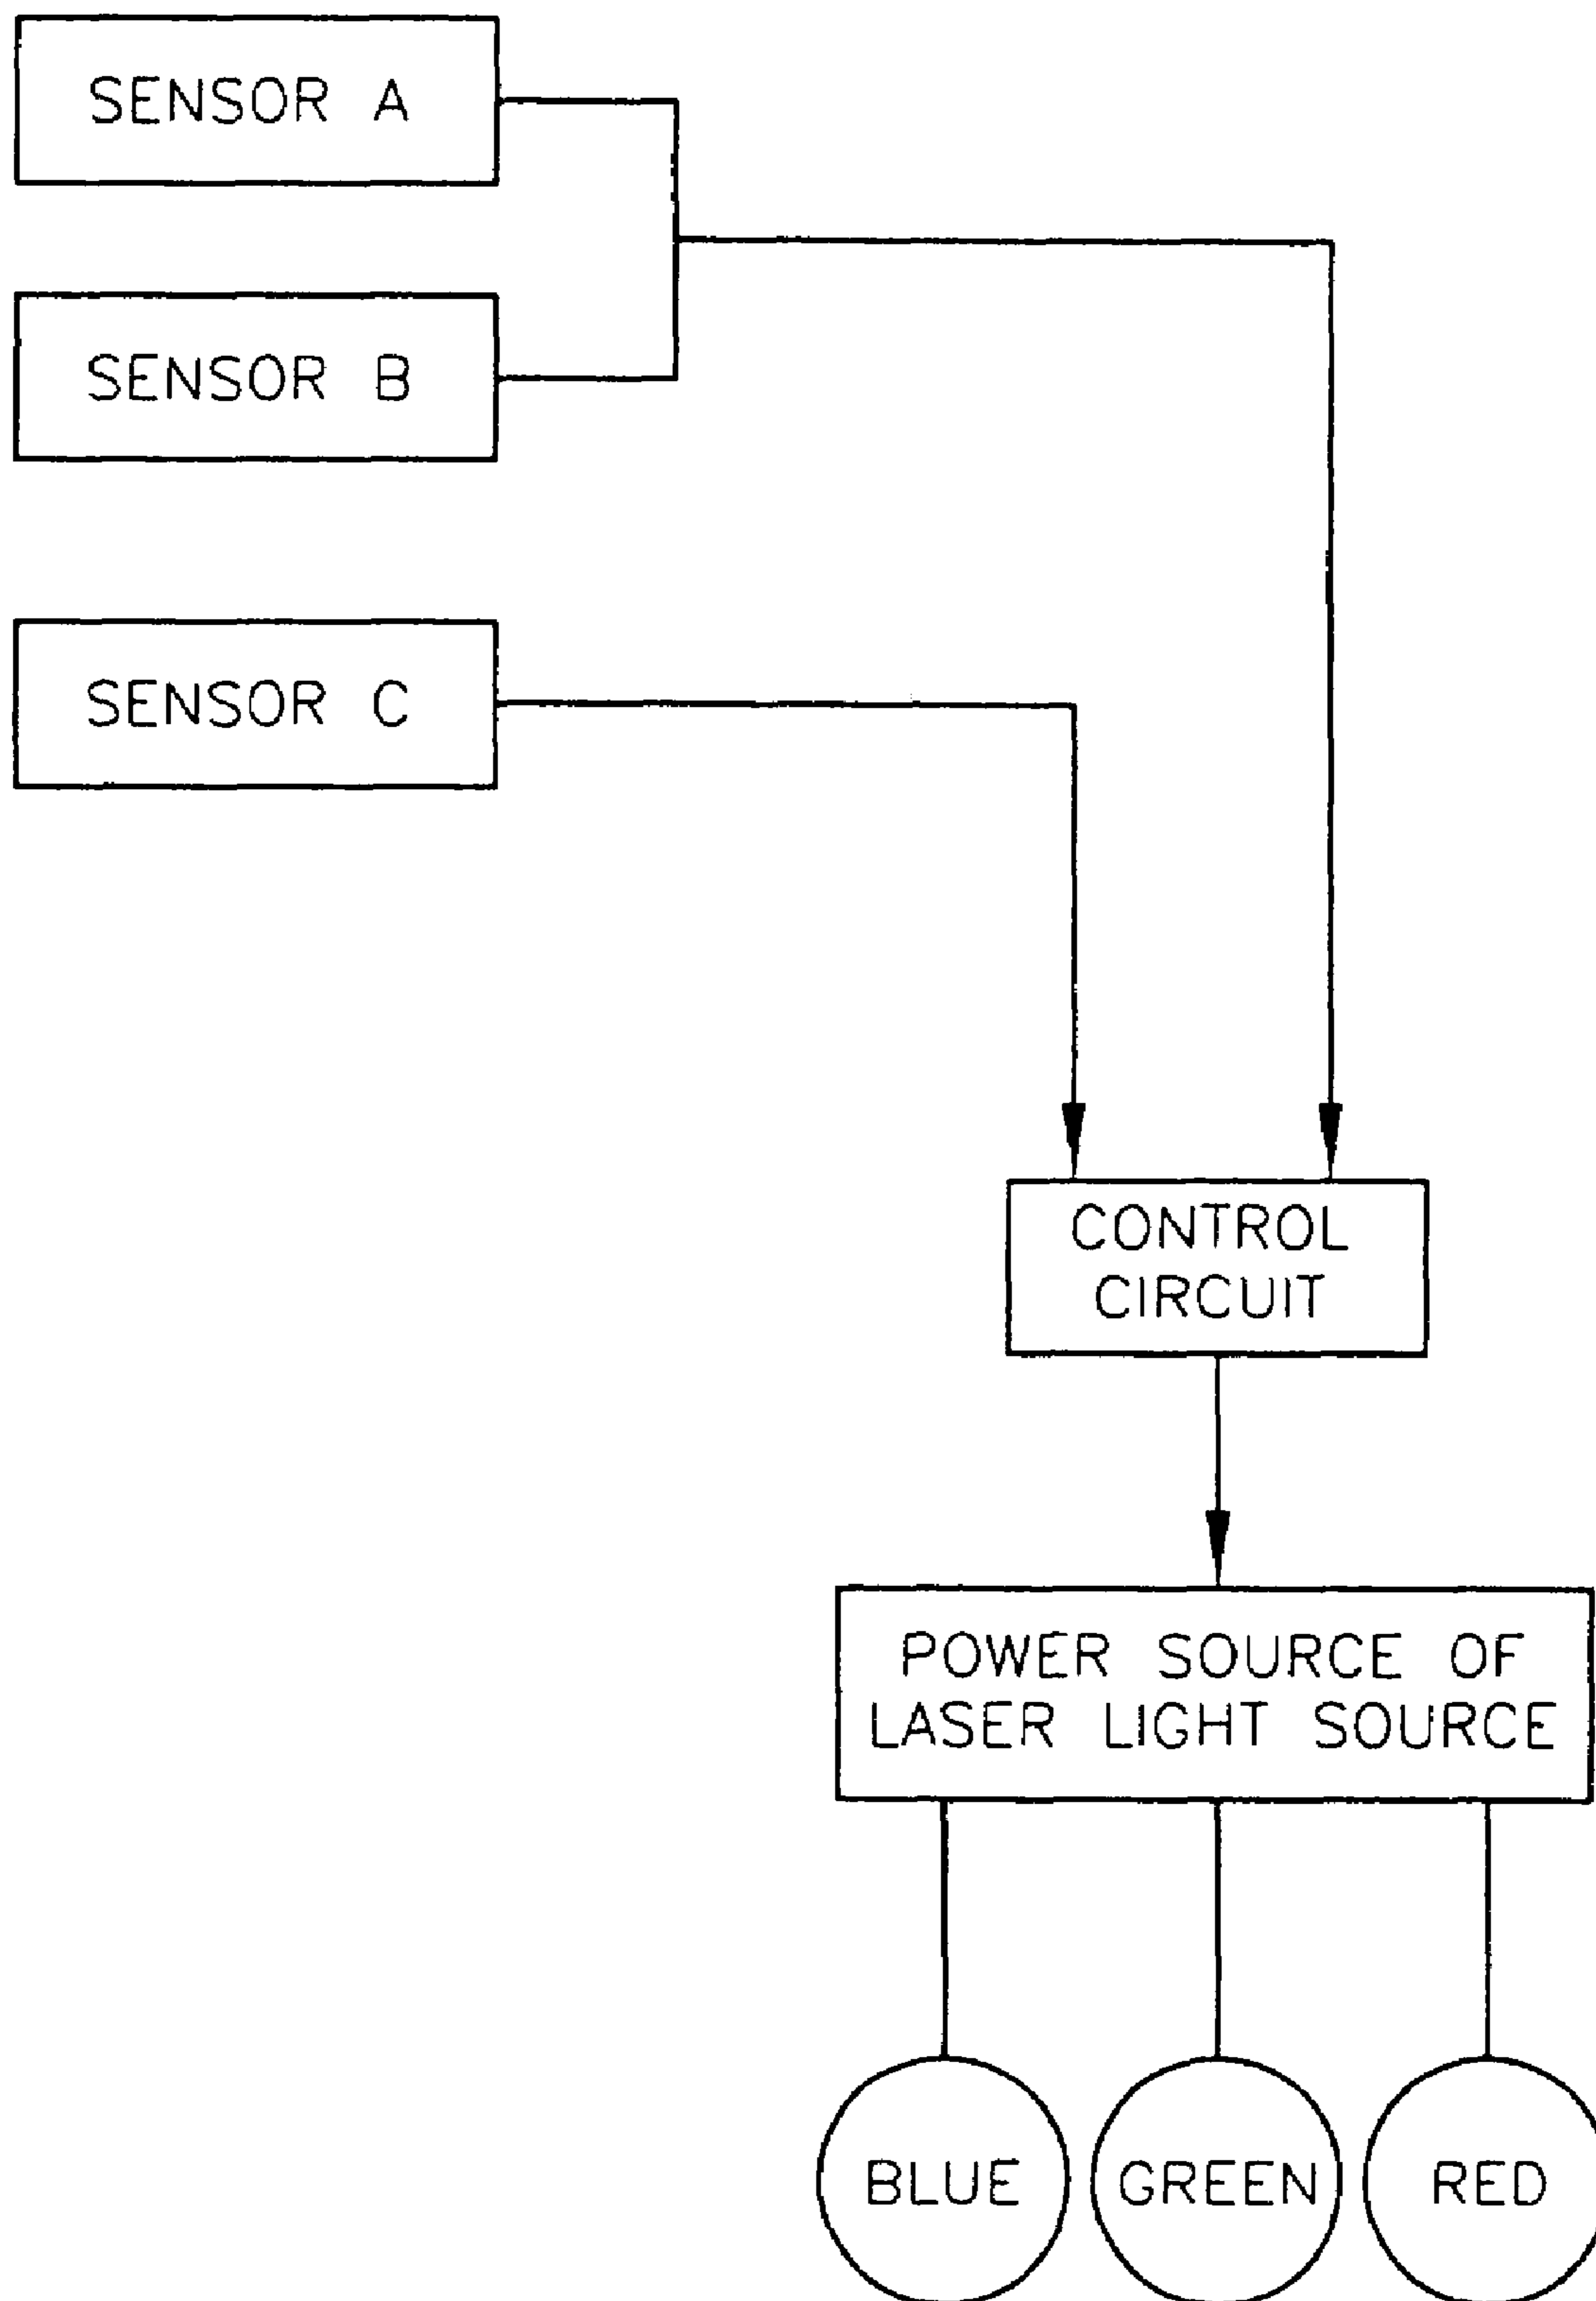 SENSOR A
SENSOR B
SENSOR C
CONTROL
CIRCUIT
POWER SOURCE OF
LASER LIGHT SOURCE
BLUE
GREEN
RED